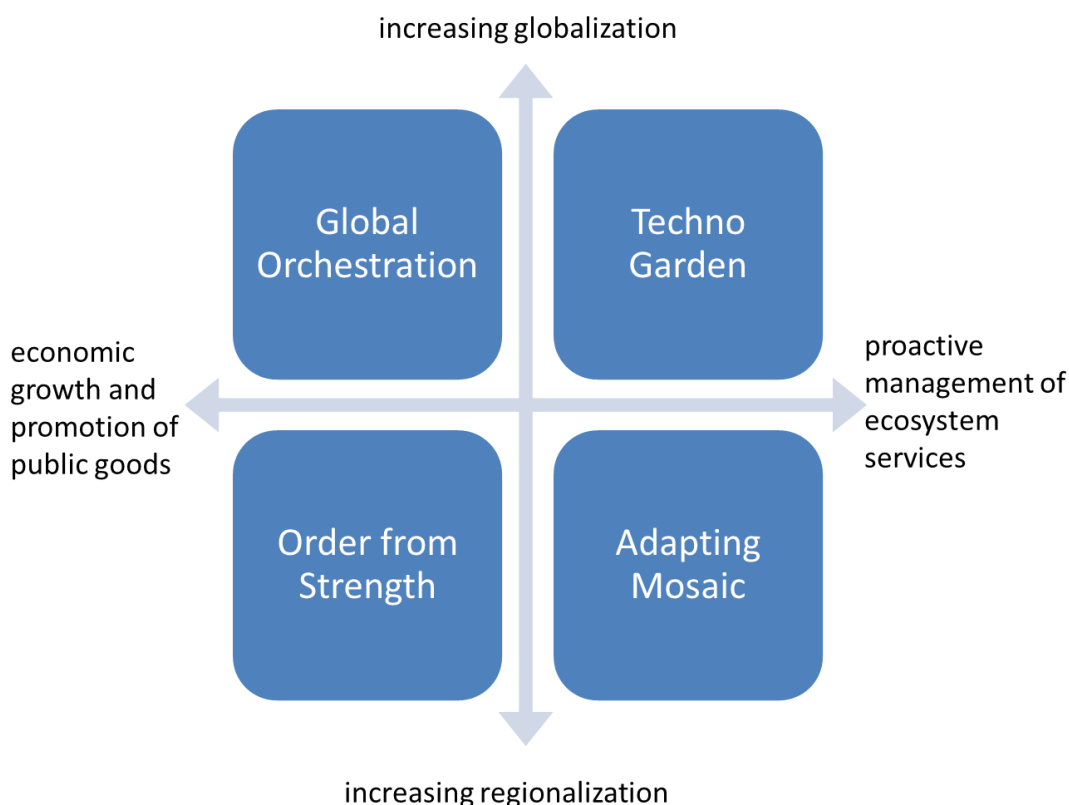 increasing globalization
Global
Orchestration
Techno
Garden
economic
growth and
promotion of
public goods
proactive
management of
ecosystem
services
Order from
Strength
Adapting
Mosaic
increasing regionalization